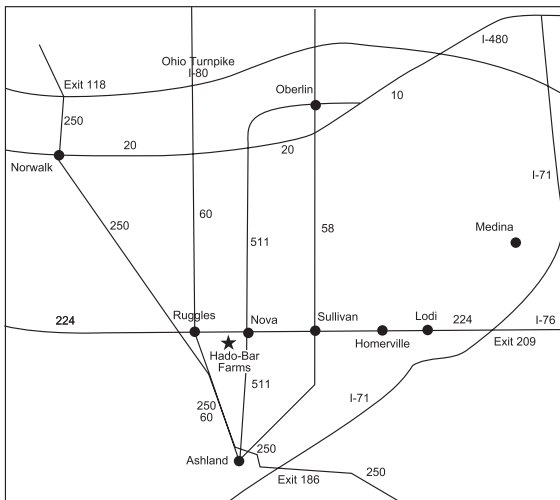 I-480
Ohio Turnpike
I-80
Exit 118
Oberlin
10
250
20
20
Norwalk
I-71
60
250
511
58
Medina
224
Ruggles
Nova
Sullivan
Lodi
224
I-76
Homerville
Exit 209
Hado-Bar
Farms
511
I-71
250
60
250
Ashland
Exit 186
250